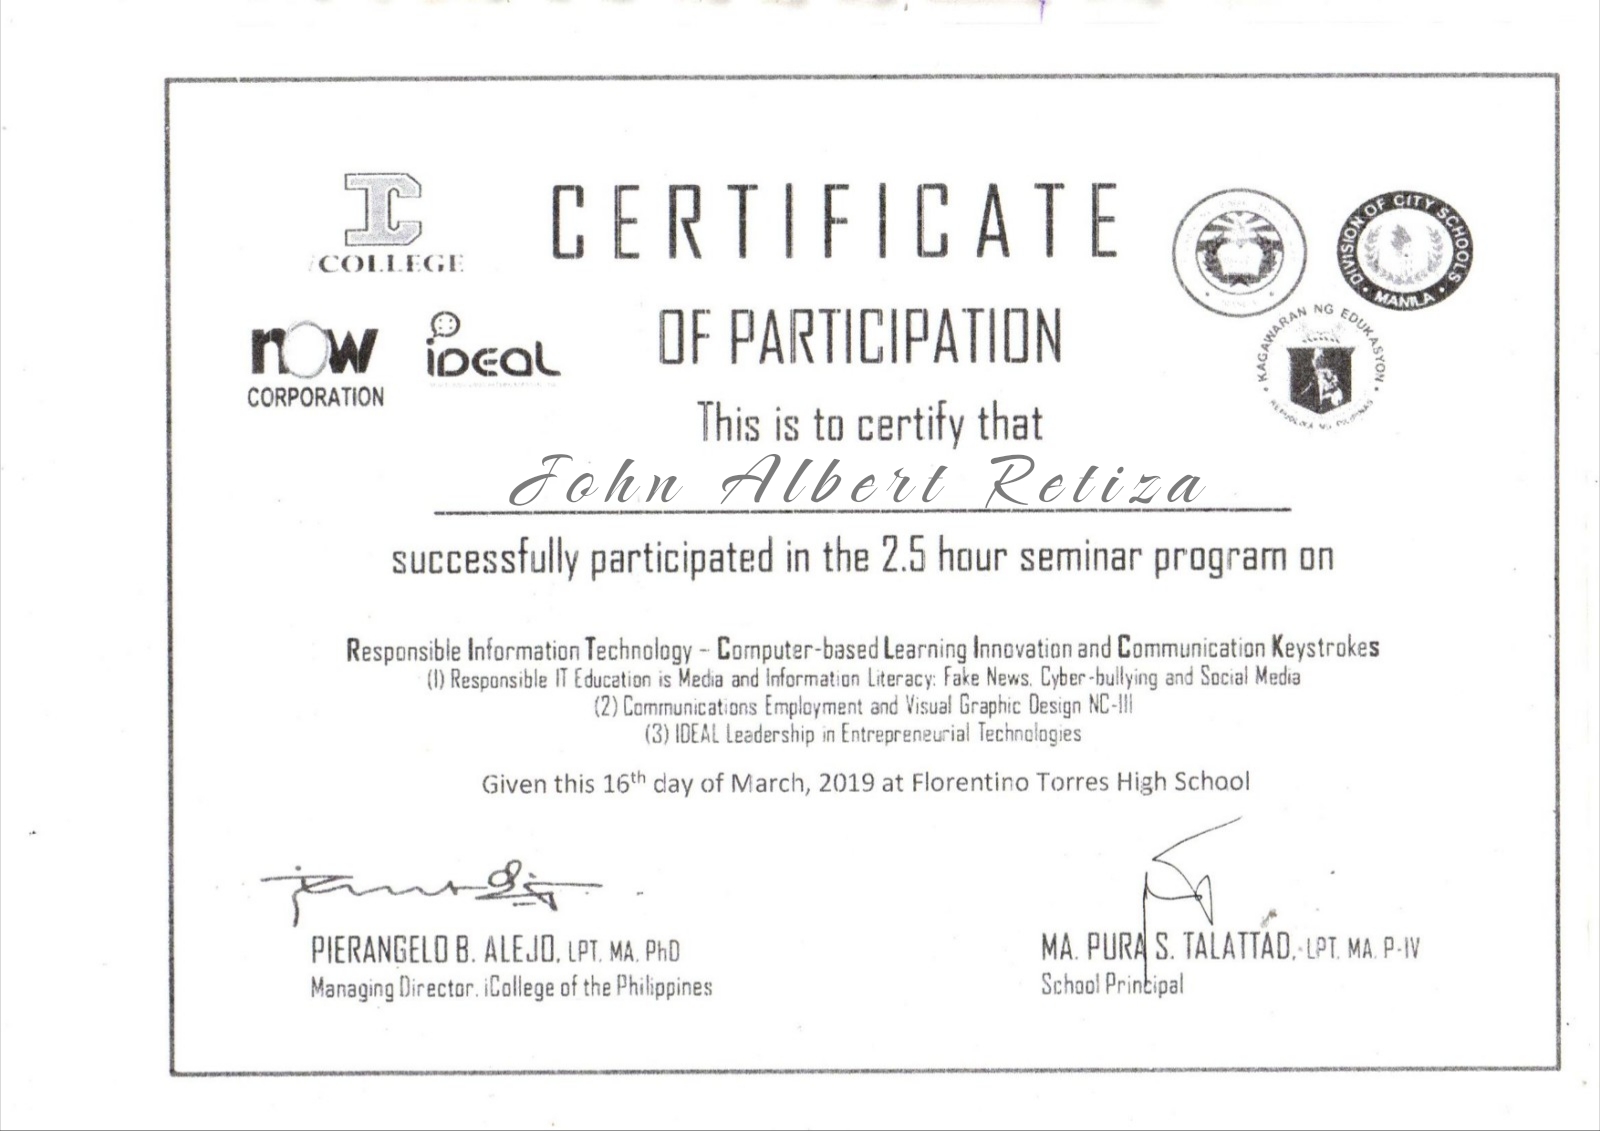 iCOLLEGE
CERTIFICATE
DIVISION OF CITY SCHOOLS
• MANILA •
now
CORPORATION
iDEAL
OF PARTICIPATION
• KAGAWARAN NG EDUKASYON •
REPUBLIKA NG PILIPINAS
This is to certify that
John Albert Retiza
successfully participated in the 2.5 hour seminar program on
Responsible Information Technology – Computer-based Learning Innovation and Communication Keystrokes
(1) Responsible IT Education is Media and Information Literacy: Fake News, Cyber-bullying and Social Media
(2) Communications Employment and Visual Graphic Design NC-III
(3) IDEAL Leadership in Entrepreneurial Technologies
Given this 16th day of March, 2019 at Florentino Torres High School
PIERANGELO B. ALEJO, LPT, MA, PhD
Managing Director, iCollege of the Philippines
MA. PURA S. TALATTAD, LPT, MA, P-IV
School Principal